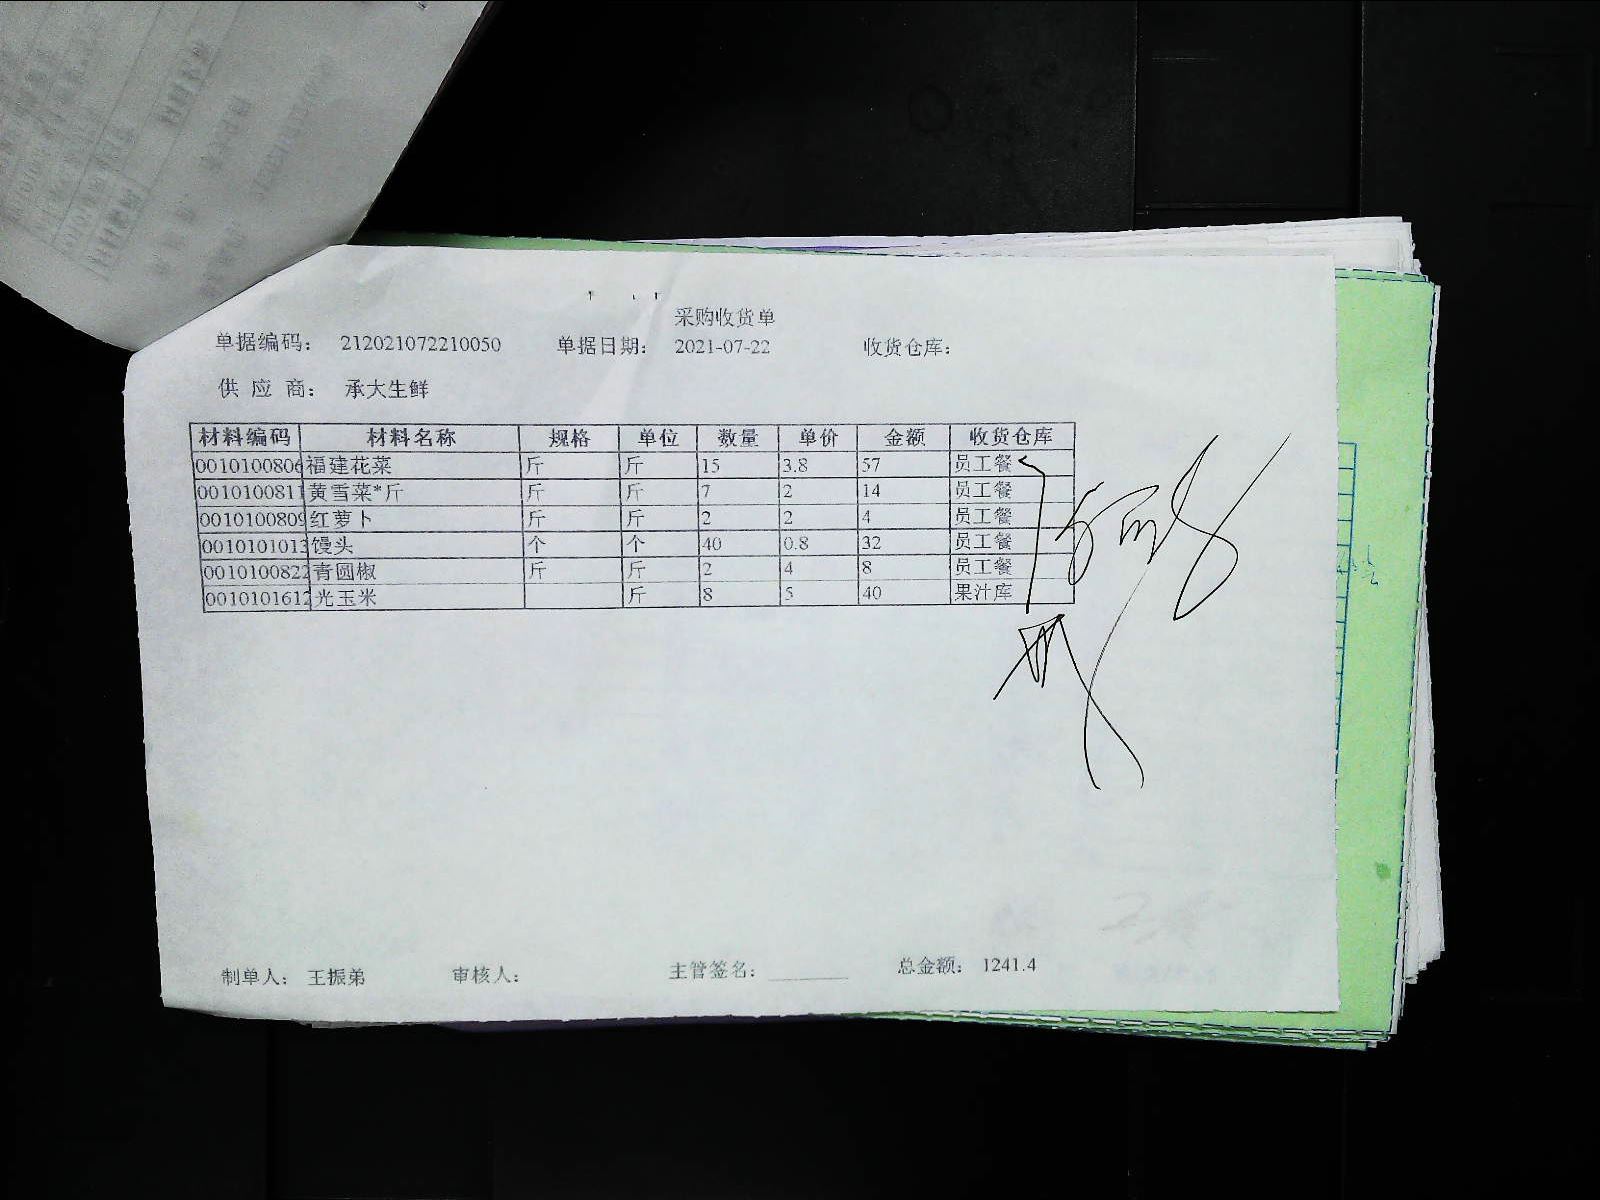 采购收货单
单据编码： 212021072210050 单据日期： 2021-07-22 收货仓库：
供 应 商： 承大生鲜
材料编码 材料名称 规格 单位 数量 单价 金额 收货仓库
0010100806 福建花菜 斤 斤 15 3.8 57 员工餐
0010100811 黄雪菜*斤 斤 斤 7 2 14 员工餐
0010100809 红萝卜 斤 斤 2 2 4 员工餐
0010101013 馒头 个 个 40 0.8 32 员工餐
0010100822 青圆椒 斤 斤 2 4 8 员工餐
0010101612 光玉米 斤 8 5 40 果汁库
制单人： 王振弟 审核人： 主管签名： 总金额： 1241.4